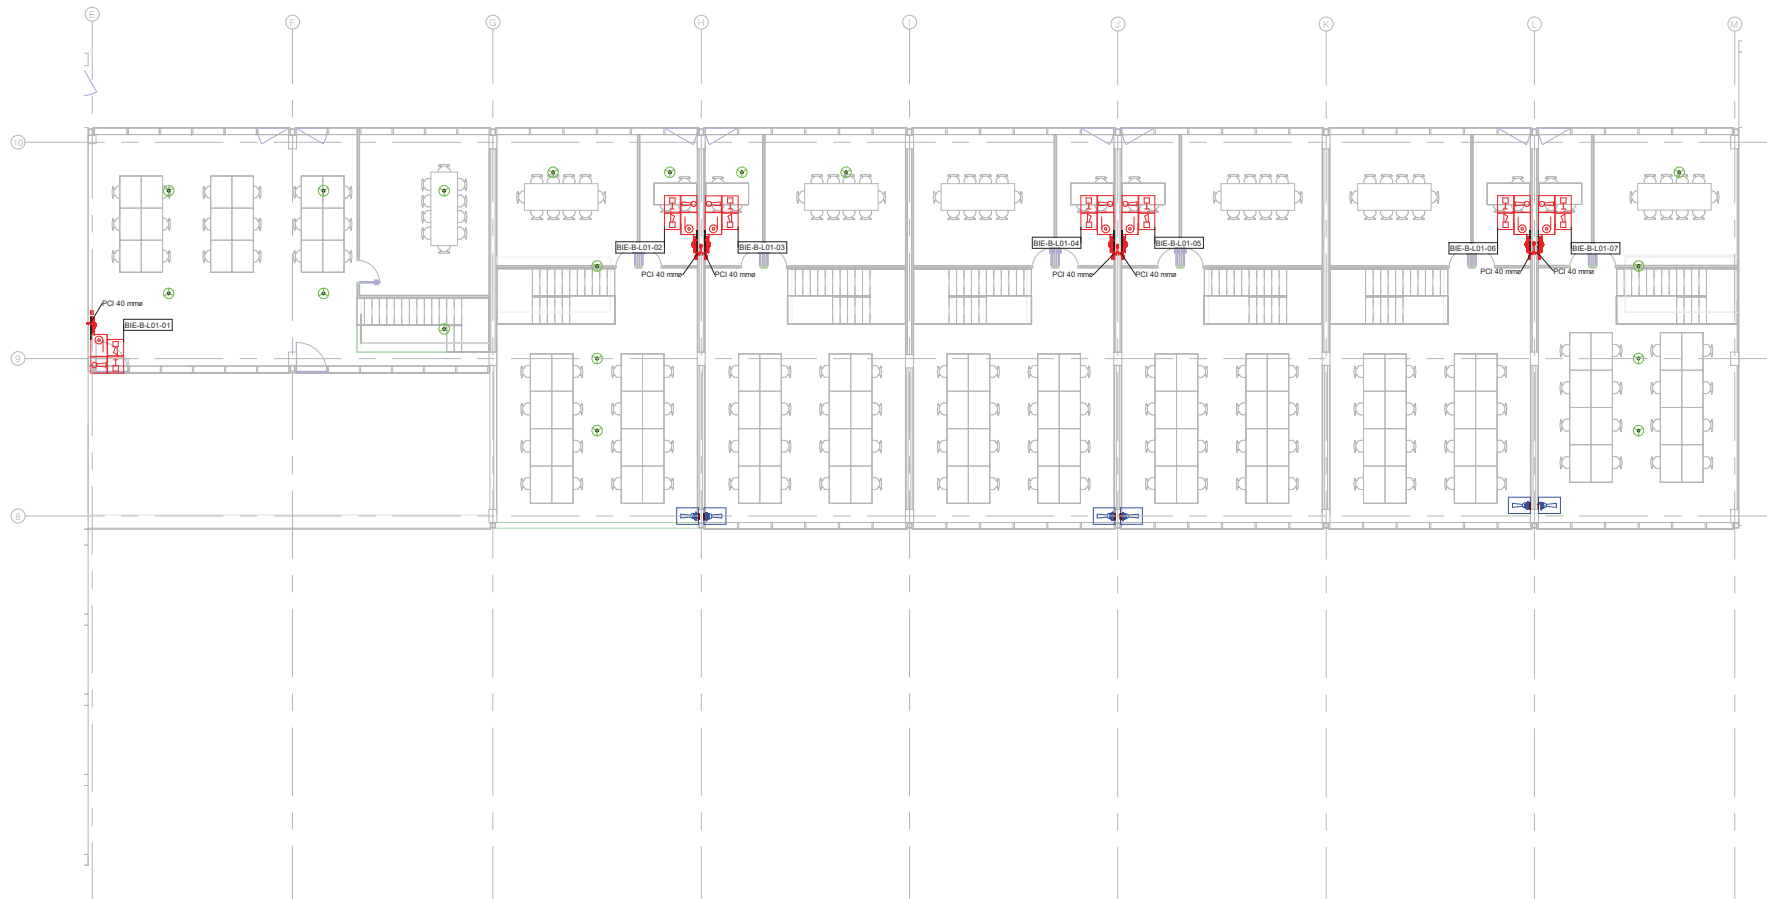 E F G H I J K L M
10
BIE-B-L01-02 BIE-B-L01-03 BIE-B-L01-04 BIE-B-L01-05 BIE-B-L01-06 BIE-B-L01-07
PCI 40 mmø PCI 40 mmø PCI 40 mmø PCI 40 mmø PCI 40 mmø PCI 40 mmø
PCI 40 mmø
BIE-B-L01-01
9
8